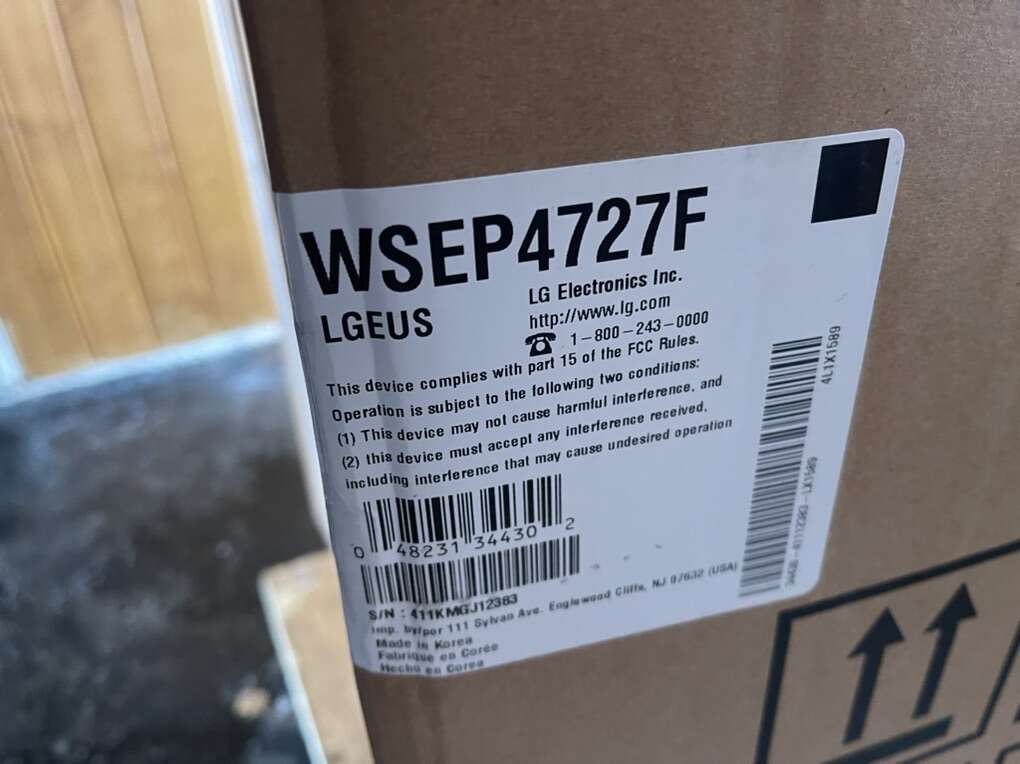 WSEP4727F
LGEUS
LG Electronics Inc.
http://www.lg.com
1-800-243-0000
This device complies with part 15 of the FCC Rules.
Operation is subject to the following two conditions:
(1) This device may not cause harmful interference, and
(2) this device must accept any interference received,
including interference that may cause undesired operation
0 48231 34430 2
S/N : 411KMGJ12383
Imp. by/por 111 Sylvan Ave. Englewood Cliffs, NJ 07632 (USA)
Made in Korea
Fabriqué en Corée
Hecho en Corea
4L1X1589